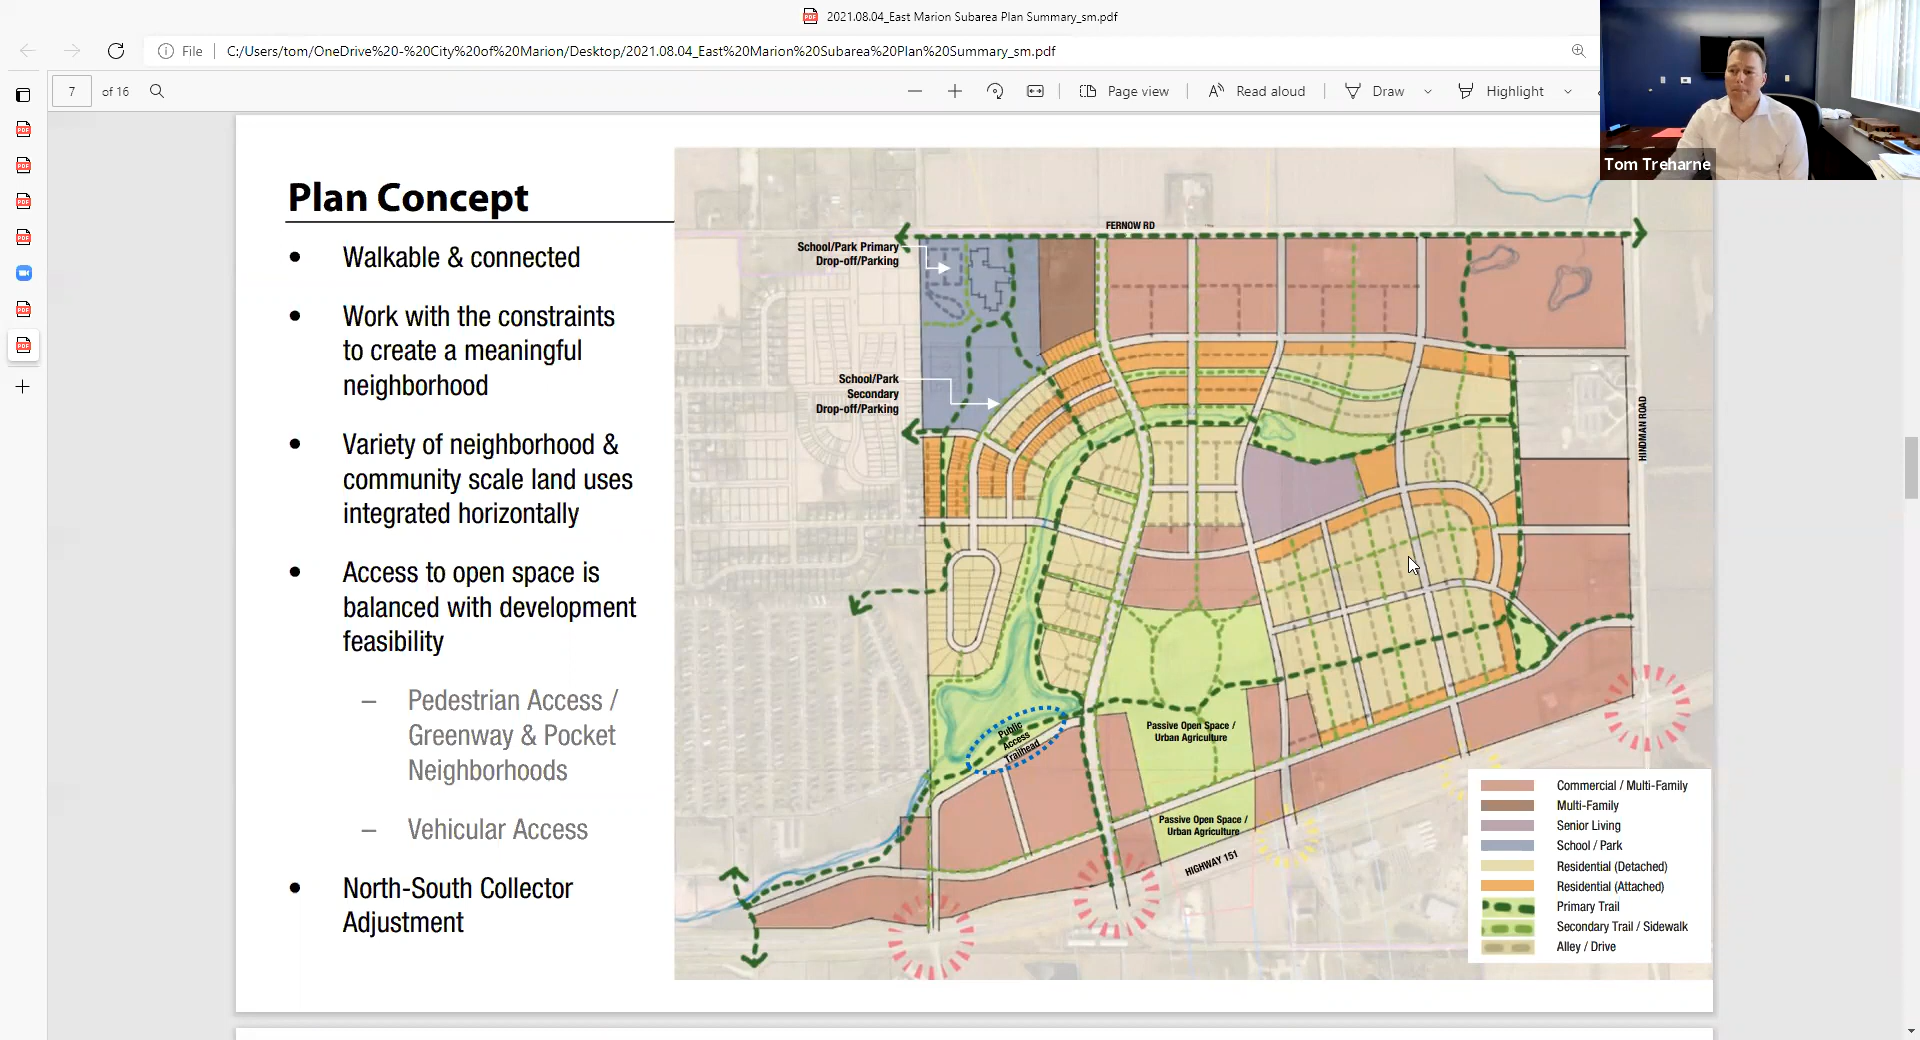 2021.08.04_East Marion Subarea Plan Summary_sm.pdf
File
C:/Users/tom/OneDrive%20-%20City%20of%20Marion/Desktop/2021.08.04_East%20Marion%20Subarea%20Plan%20Summary_sm.pdf
7 of 16
Page view
Read aloud
Draw
Highlight
Tom Treharne
Plan Concept
• Walkable & connected
• Work with the constraints
to create a meaningful
neighborhood
• Variety of neighborhood &
community scale land uses
integrated horizontally
• Access to open space is
balanced with development
feasibility
– Pedestrian Access /
Greenway & Pocket
Neighborhoods
– Vehicular Access
• North-South Collector
Adjustment
FERNOW RD
School/Park Primary
Drop-off/Parking
School/Park
Secondary
Drop-off/Parking
HINDMAN ROAD
Public
Access
Trailhead
Passive Open Space /
Urban Agriculture
Passive Open Space /
Urban Agriculture
HIGHWAY 151
Commercial / Multi-Family
Multi-Family
Senior Living
School / Park
Residential (Detached)
Residential (Attached)
Primary Trail
Secondary Trail / Sidewalk
Alley / Drive